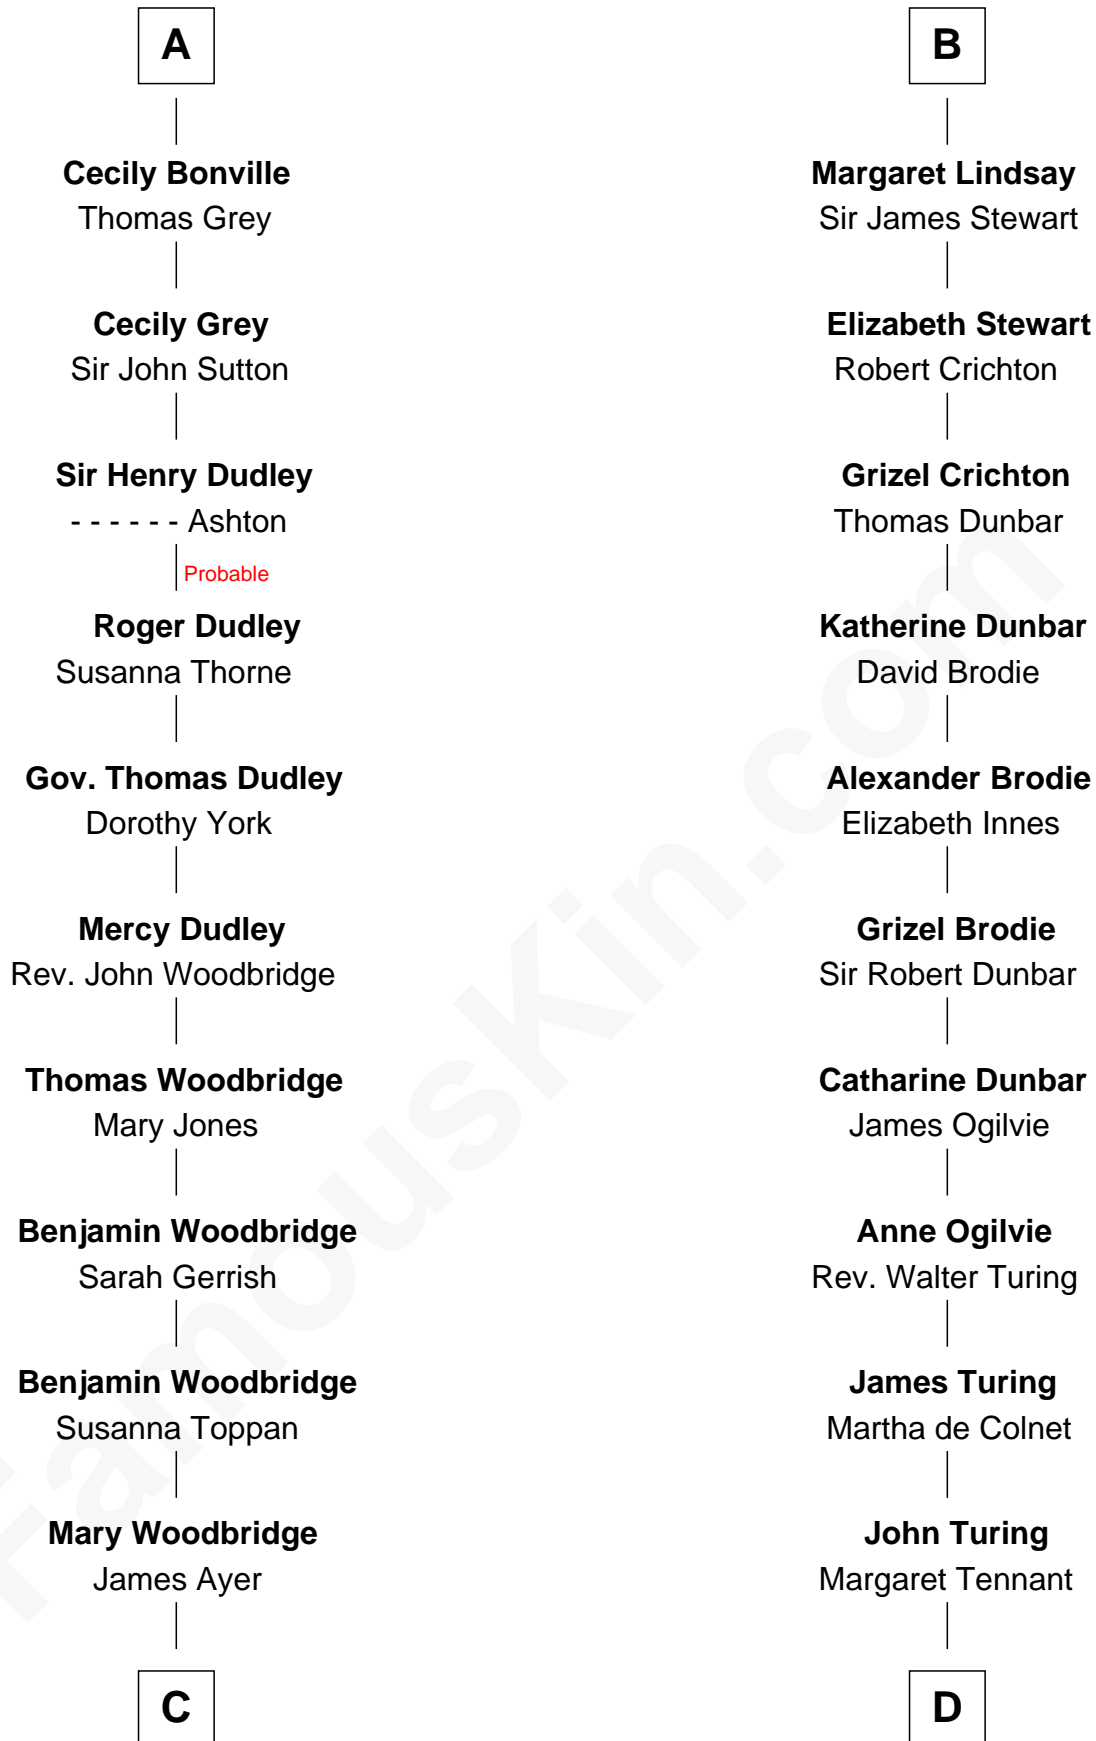 A
Cecily Bonville
Thomas Grey
Cecily Grey
Sir John Sutton
Sir Henry Dudley
- - - - - - Ashton
Probable
Roger Dudley
Susanna Thorne
Gov. Thomas Dudley
Dorothy York
Mercy Dudley
Rev. John Woodbridge
Thomas Woodbridge
Mary Jones
Benjamin Woodbridge
Sarah Gerrish
Benjamin Woodbridge
Susanna Toppan
Mary Woodbridge
James Ayer
C
B
Margaret Lindsay
Sir James Stewart
Elizabeth Stewart
Robert Crichton
Grizel Crichton
Thomas Dunbar
Katherine Dunbar
David Brodie
Alexander Brodie
Elizabeth Innes
Grizel Brodie
Sir Robert Dunbar
Catharine Dunbar
James Ogilvie
Anne Ogilvie
Rev. Walter Turing
James Turing
Martha de Colnet
John Turing
Margaret Tennant
D
FamousKin.com